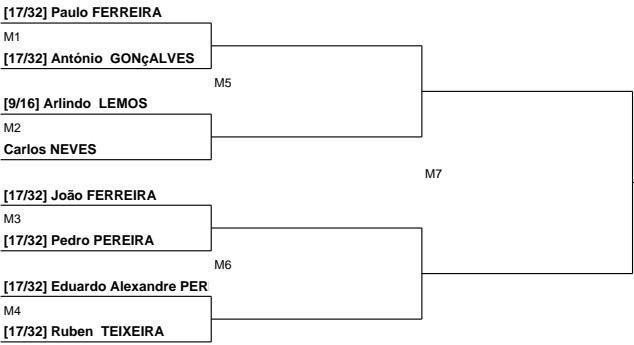 [17/32] Paulo FERREIRA
M1
[17/32] António GONçALVES
M5
[9/16] Arlindo LEMOS
M2
Carlos NEVES
M7
[17/32] João FERREIRA
M3
[17/32] Pedro PEREIRA
M6
[17/32] Eduardo Alexandre PER
M4
[17/32] Ruben TEIXEIRA